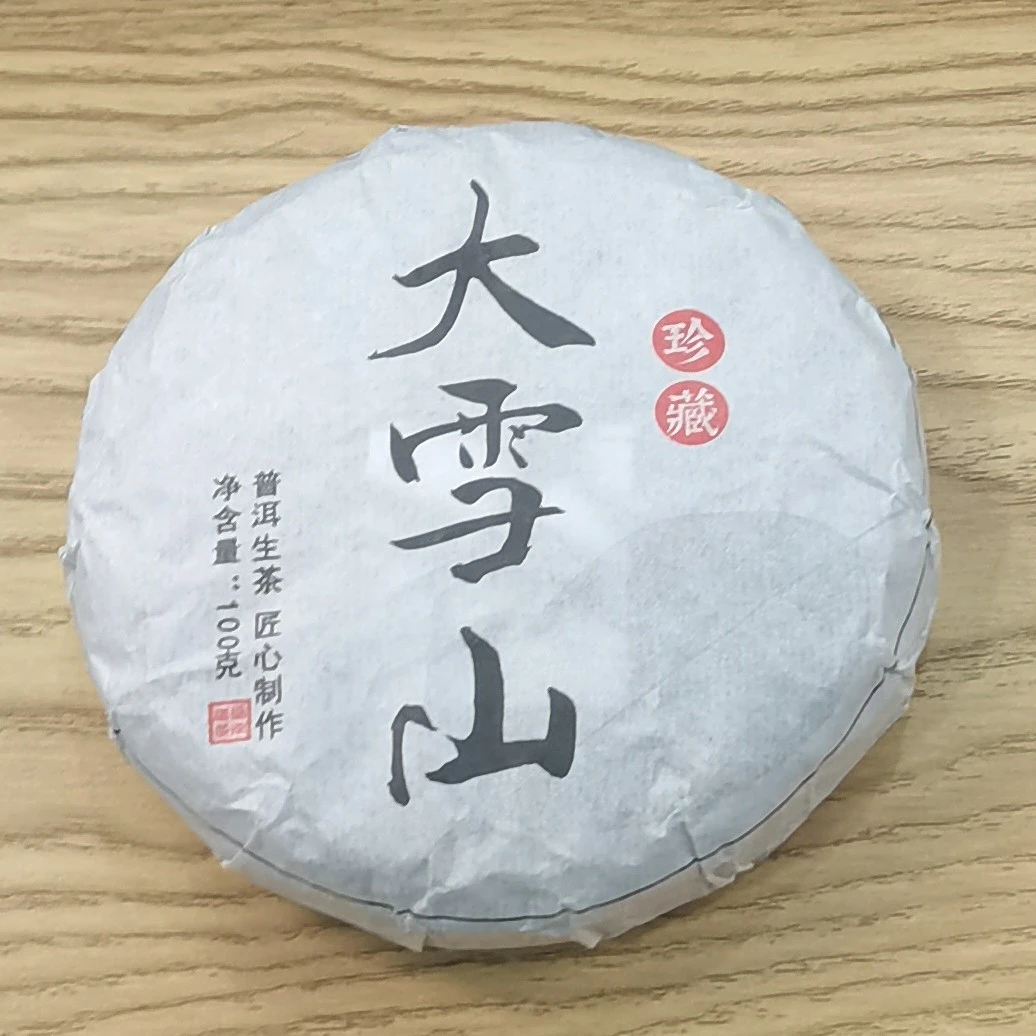 珍藏
大雪山
普洱生茶 匠心制作
净含量：100克